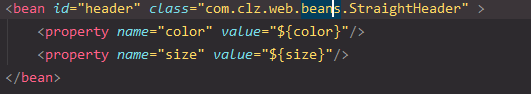 <bean id="header" class="com.clz.web.beans.StraightHeader" >
<property name="color" value="${color}"/>
<property name="size" value="${size}"/>
</bean>